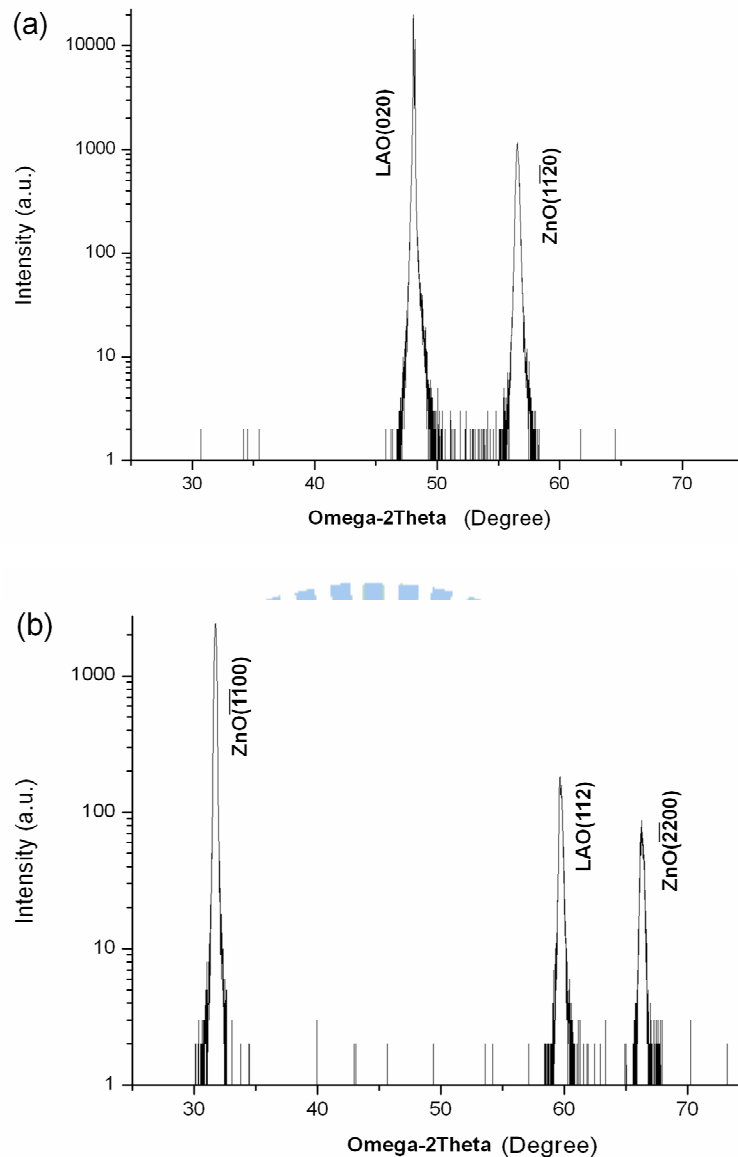 (a)
10000
1000
100
10
1
Intensity (a.u.)
LAO(020)
ZnO(112̅0)
30 40 50 60 70
Omega-2Theta (Degree)
(b)
1000
100
10
1
Intensity (a.u.)
ZnO(1̅100)
LAO(112)
ZnO(2̅200)
30 40 50 60 70
Omega-2Theta (Degree)